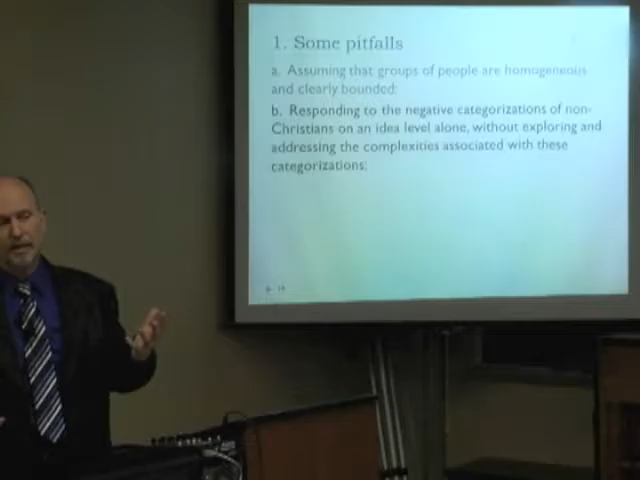 1. Some pitfalls
a. Assuming that groups of people are homogeneous
and clearly bounded;
b. Responding to the negative categorizations of non-
Christians on an idea level alone, without exploring and
addressing the complexities associated with these
categorizations;